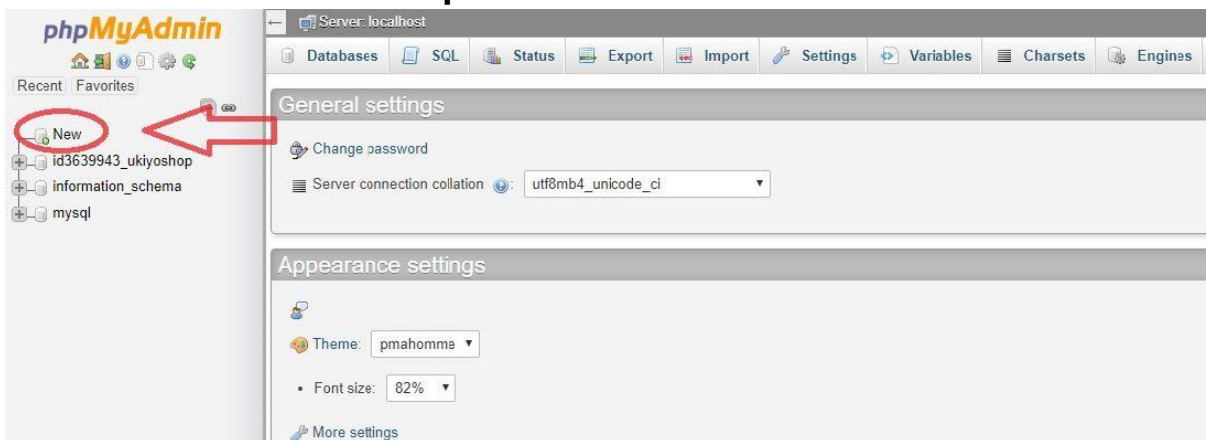 phpMyAdmin
Recent Favorites
New
id3639943_ukiyoshop
information_schema
mysql
Server: localhost
Databases SQL Status Export Import Settings Variables Charsets Engines
General settings
Change password
Server connection collation : utf8mb4_unicode_ci
Appearance settings
Theme: pmahomme
• Font size: 82%
More settings